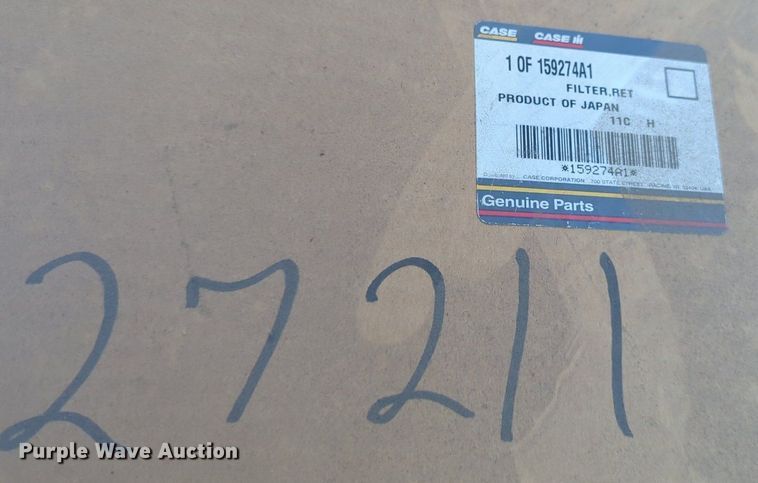 CASE CASE IH
1 OF 159274A1
FILTER,RET
PRODUCT OF JAPAN
11C H
*159274A1*
CASE CORPORATION 700 STATE STREET RACINE, WI 53404 USA
Genuine Parts
27211
Purple Wave Auction